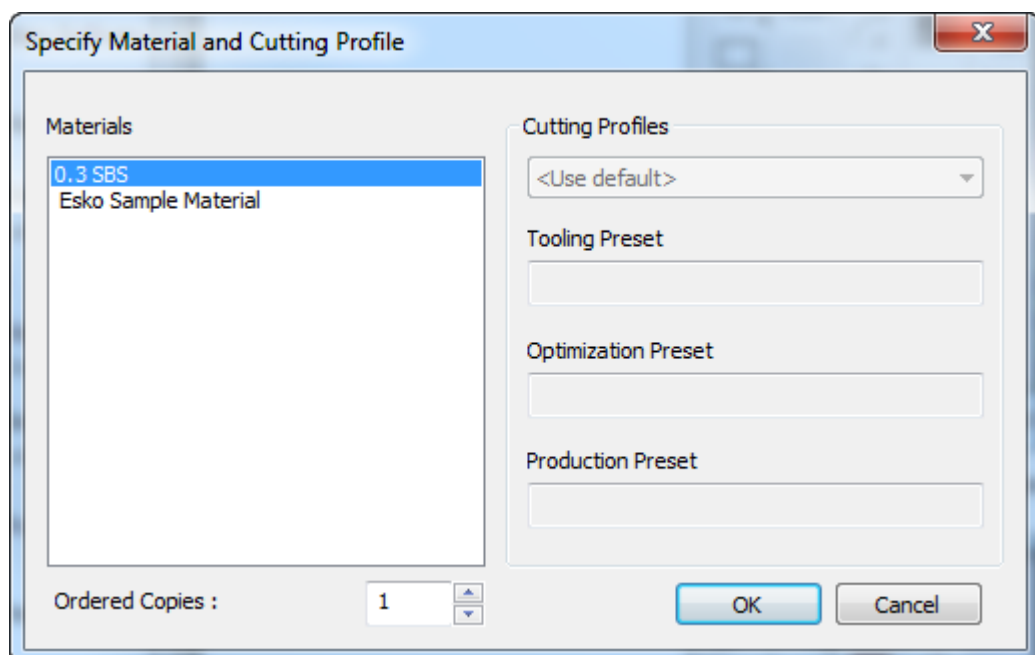 Specify Material and Cutting Profile
Materials
0.3 SBS
Esko Sample Material
Ordered Copies :
1
Cutting Profiles
<Use default>
Tooling Preset
Optimization Preset
Production Preset
OK
Cancel